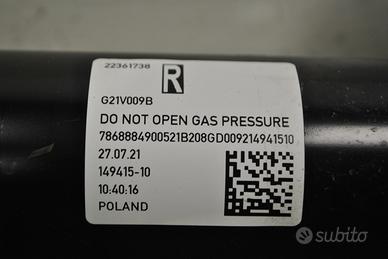 22361738
R
G21V009B
DO NOT OPEN GAS PRESSURE
7868884900521B208GD009214941510
27.07.21
149415-10
10:40:16
POLAND
subito